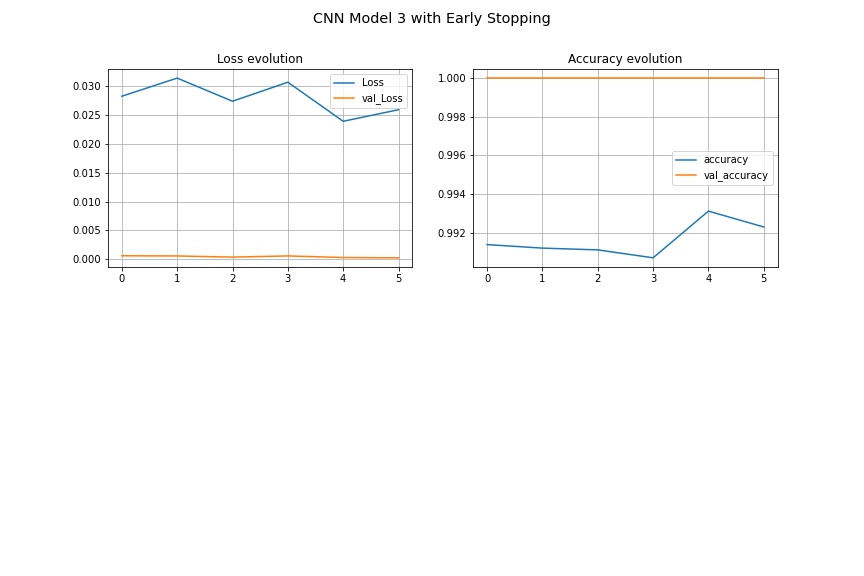 CNN Model 3 with Early Stopping
Loss evolution
0.030
0.025
0.020
0.015
0.010
0.005
0.000
0 1 2 3 4 5
Loss
val_Loss
Accuracy evolution
1.000
0.998
0.996
0.994
0.992
0 1 2 3 4 5
accuracy
val_accuracy